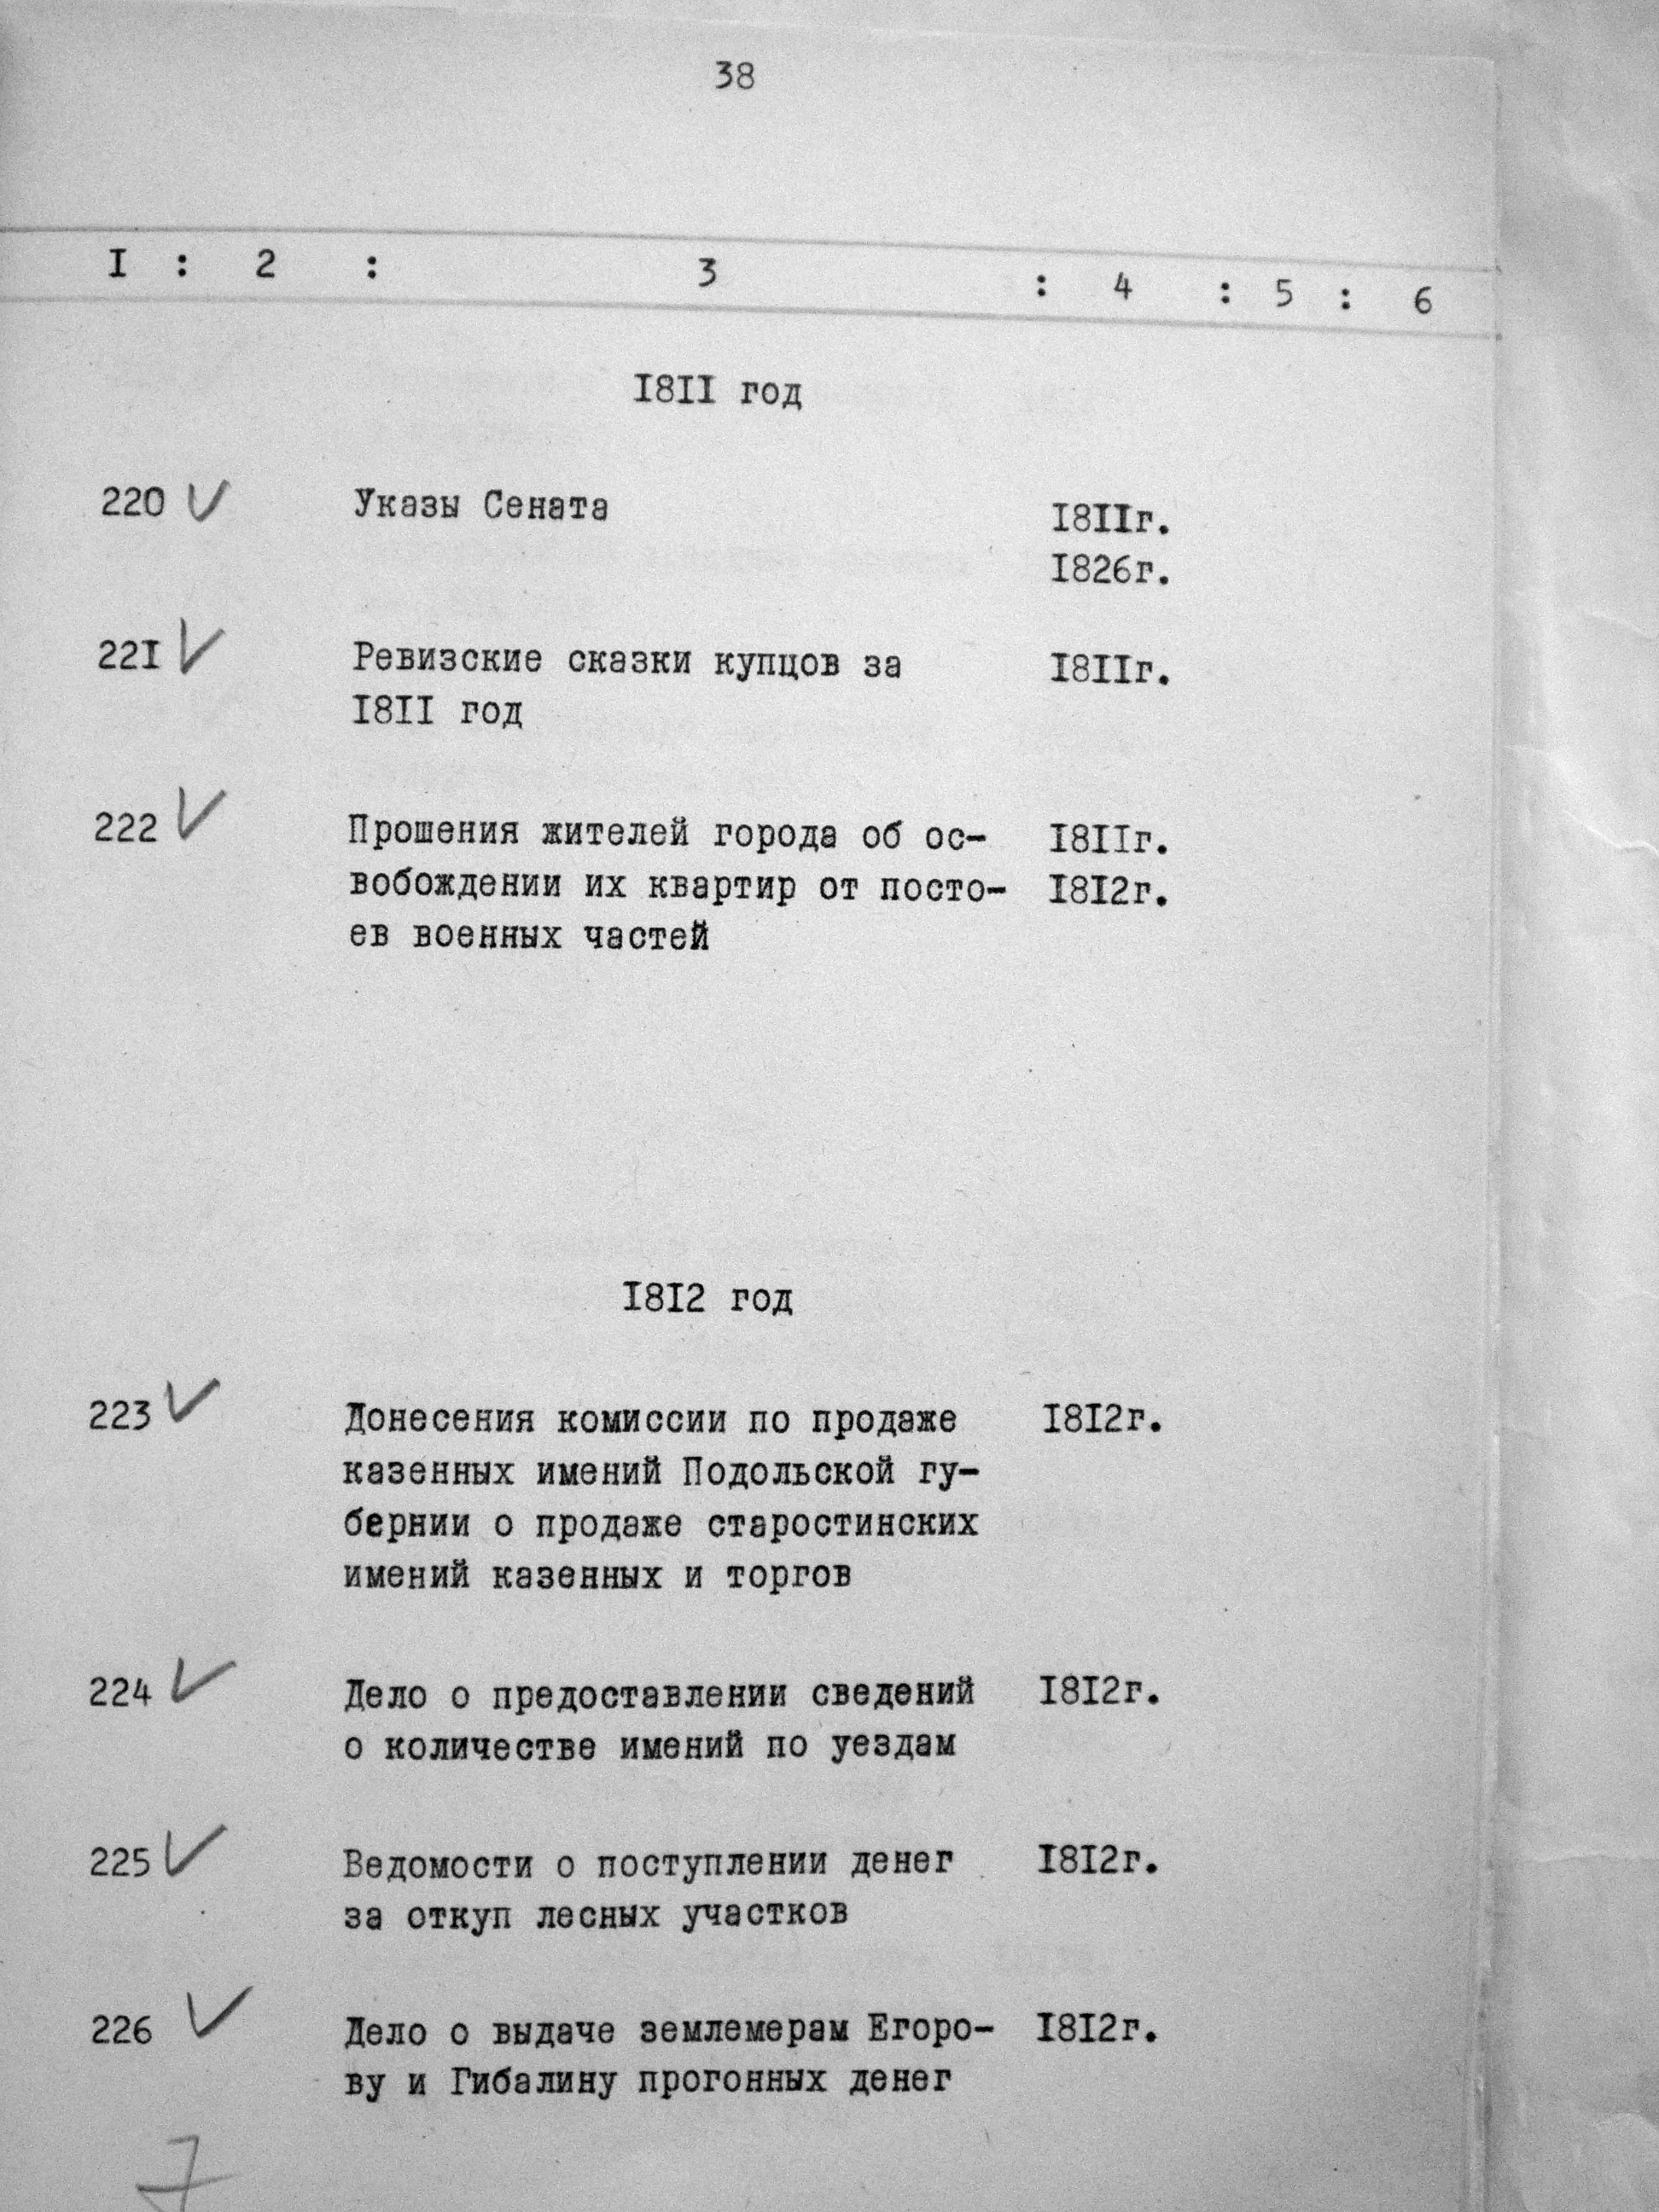 38
I : 2 : 3 : 4 : 5 : 6
I8II год
220 Указы Сената I8IIг.
I826г.
22I Ревизские сказки купцов за I8IIг.
I8II год
222 Прошения жителей города об ос- I8IIг.
вобождении их квартир от посто- I8I2г.
ев военных частей
I8I2 год
223 Донесения комиссии по продаже I8I2г.
казенных имений Подольской гу-
бернии о продаже старостинских
имений казенных и торгов
224 Дело о предоставлении сведений I8I2г.
о количестве имений по уездам
225 Ведомости о поступлении денег I8I2г.
за откуп лесных участков
226 Дело о выдаче землемерам Егоро- I8I2г.
ву и Гибалину прогонных денег
7